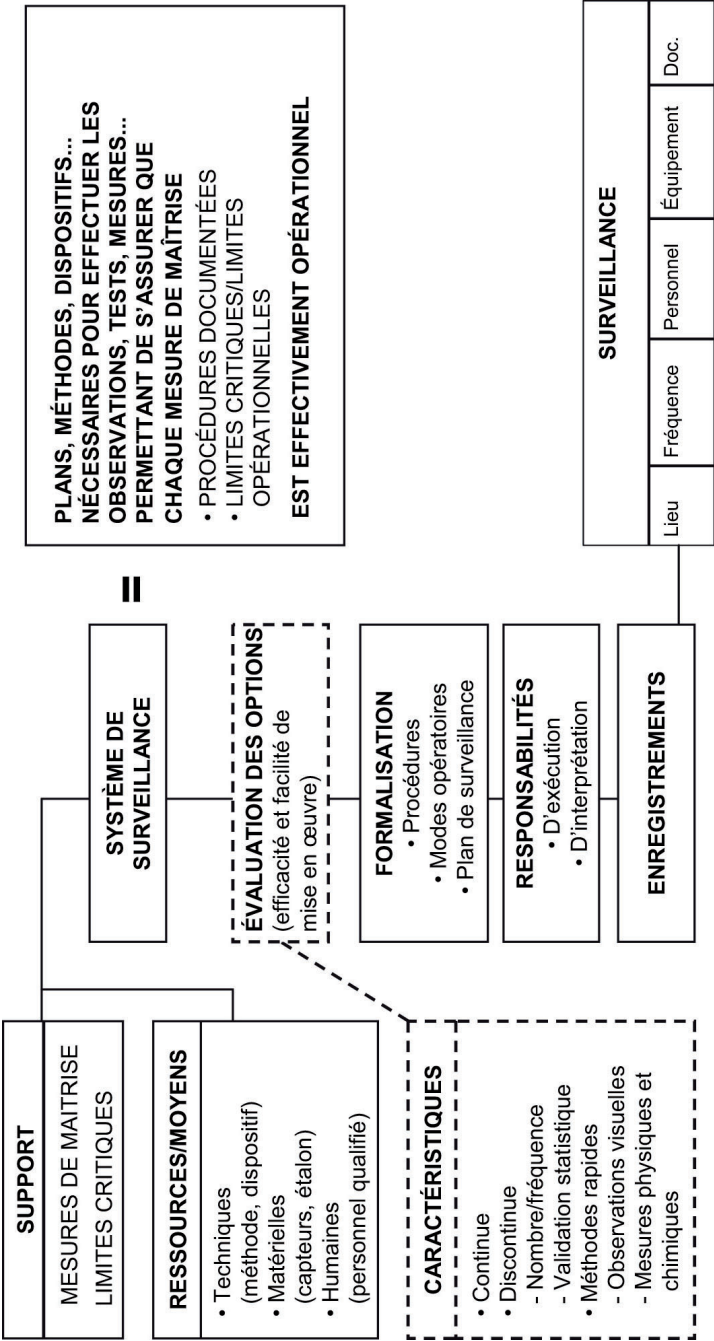 SUPPORT
MESURES DE MAITRISE
LIMITES CRITIQUES
RESSOURCES/MOYENS
• Techniques
(méthode, dispositif)
• Matérielles
(capteurs, étalon)
• Humaines
(personnel qualifié)
CARACTÉRISTIQUES
• Continue
• Discontinue
- Nombre/fréquence
- Validation statistique
• Méthodes rapides
- Observations visuelles
- Mesures physiques et
chimiques
SYSTÈME DE
SURVEILLANCE
ÉVALUATION DES OPTIONS
(efficacité et facilité de
mise en œuvre)
FORMALISATION
• Procédures
• Modes opératoires
• Plan de surveillance
RESPONSABILITÉS
• D'exécution
• D'interprétation
ENREGISTREMENTS
=
PLANS, MÉTHODES, DISPOSITIFS...
NÉCESSAIRES POUR EFFECTUER LES
OBSERVATIONS, TESTS, MESURES...
PERMETTANT DE S'ASSURER QUE
CHAQUE MESURE DE MAÎTRISE
• PROCÉDURES DOCUMENTÉES
• LIMITES CRITIQUES/LIMITES
OPÉRATIONNELLES
EST EFFECTIVEMENT OPÉRATIONNEL
SURVEILLANCE
Lieu Fréquence Personnel Équipement Doc.